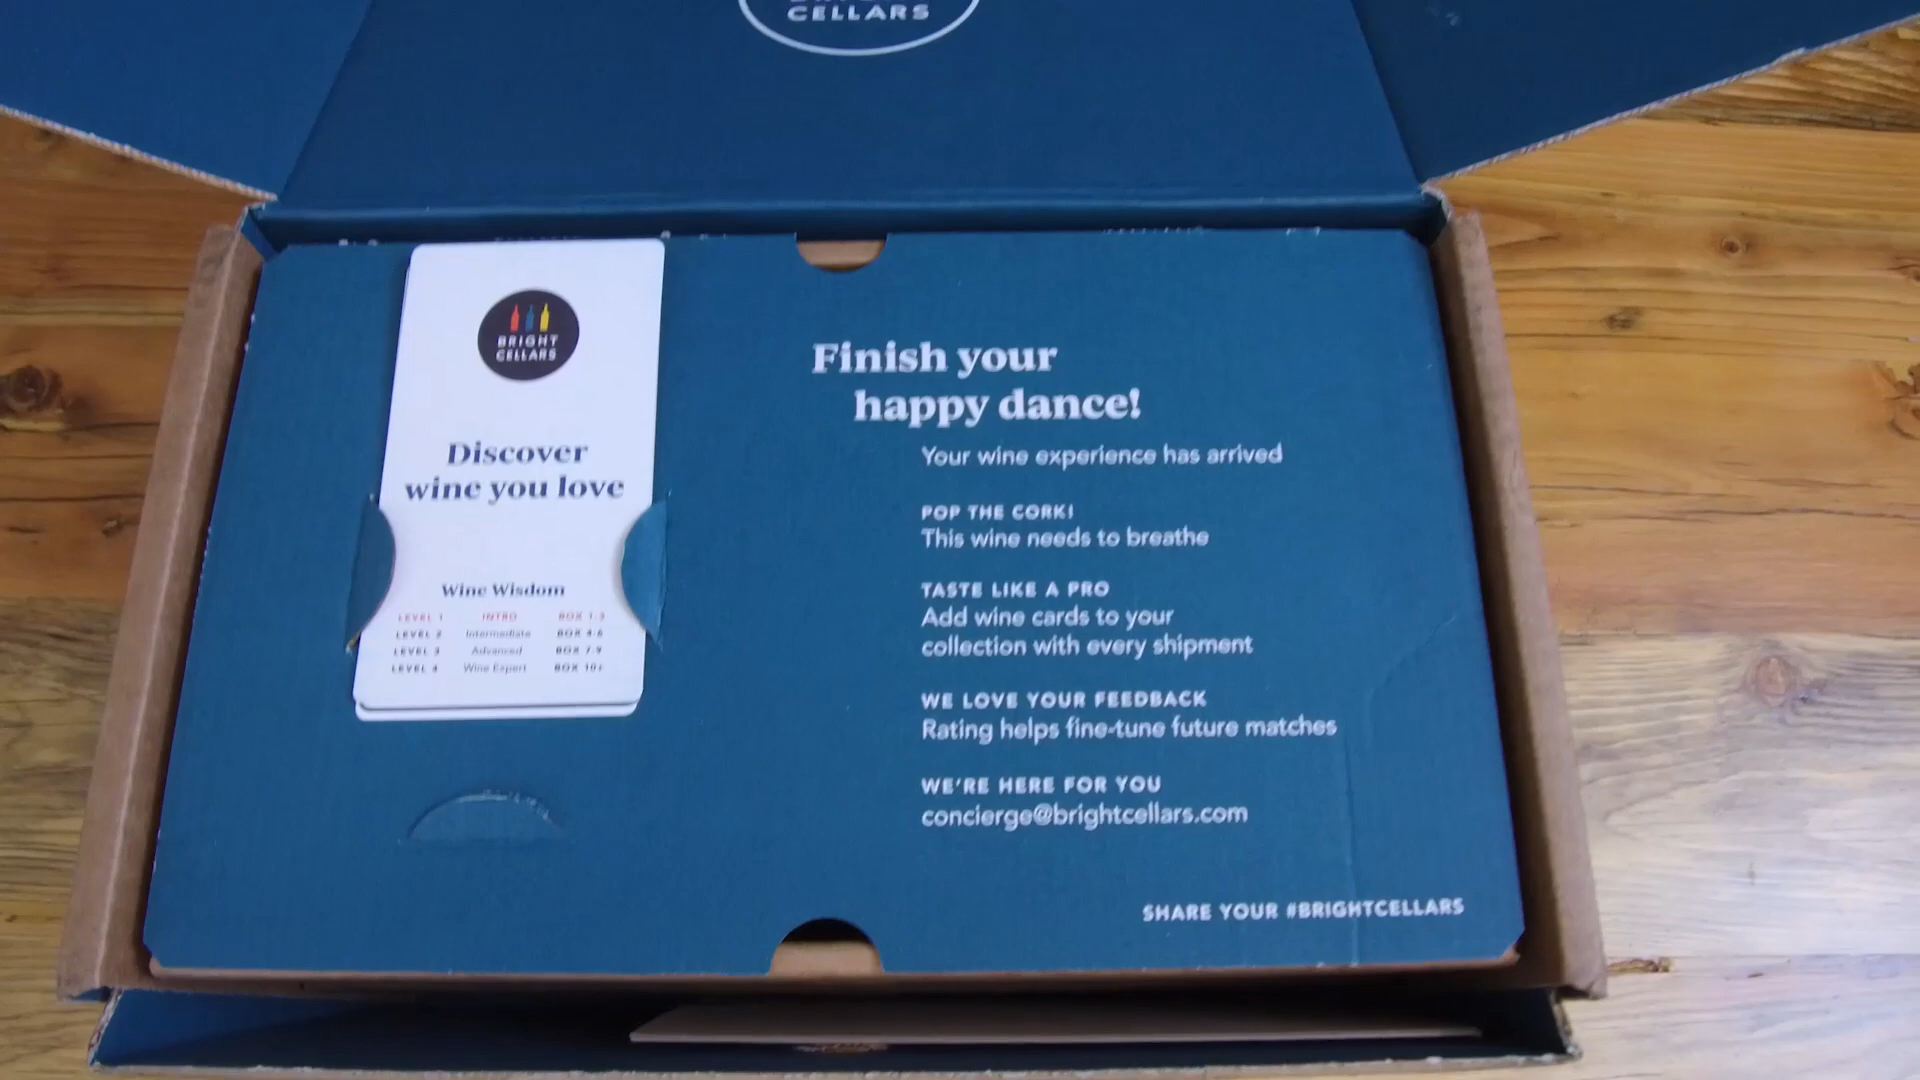 CELLARS
BRIGHT
CELLARS
Discover
wine you love
Wine Wisdom
LEVEL 1 INTRO BOX 1-3
LEVEL 2 Intermediate BOX 4-6
LEVEL 3 Advanced BOX 7-9
LEVEL 4 Wine Expert BOX 10+
Finish your
happy dance!
Your wine experience has arrived
POP THE CORK!
This wine needs to breathe
TASTE LIKE A PRO
Add wine cards to your
collection with every shipment
WE LOVE YOUR FEEDBACK
Rating helps fine-tune future matches
WE'RE HERE FOR YOU
concierge@brightcellars.com
SHARE YOUR #BRIGHTCELLARS